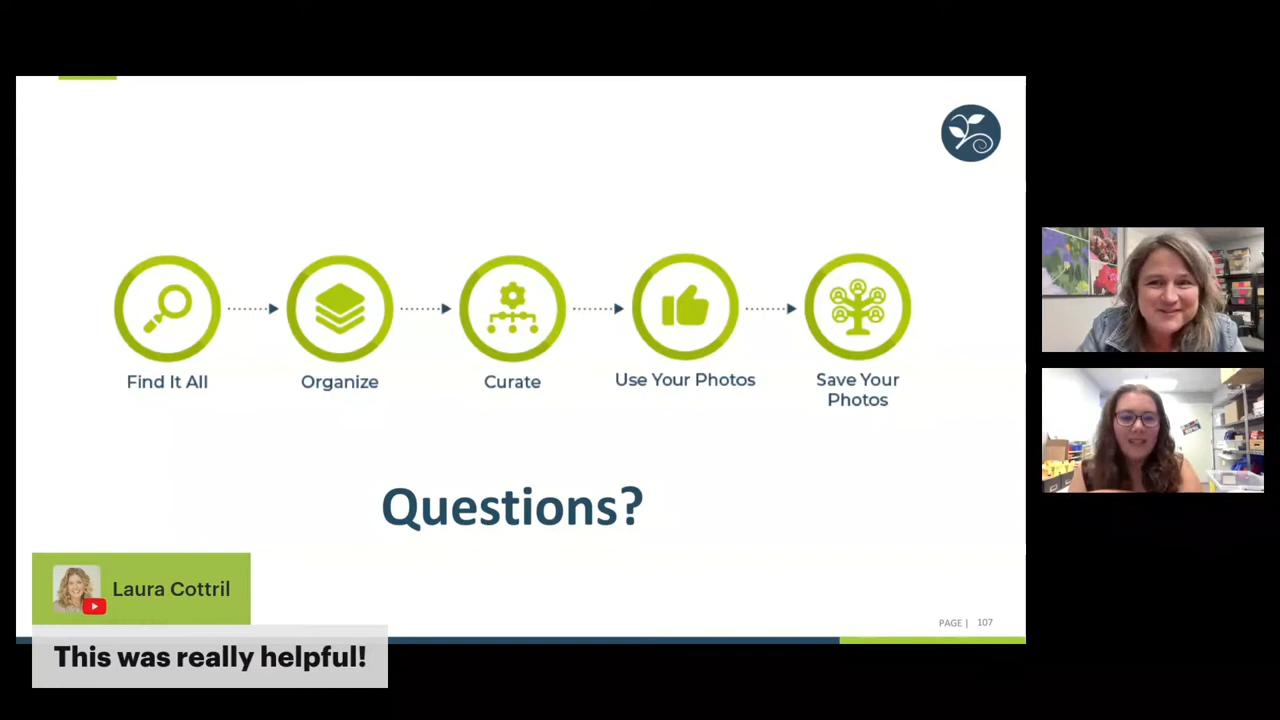 Find It All
Organize
Curate
Use Your Photos
Save Your
Photos
Questions?
Laura Cottril
This was really helpful!
PAGE | 107